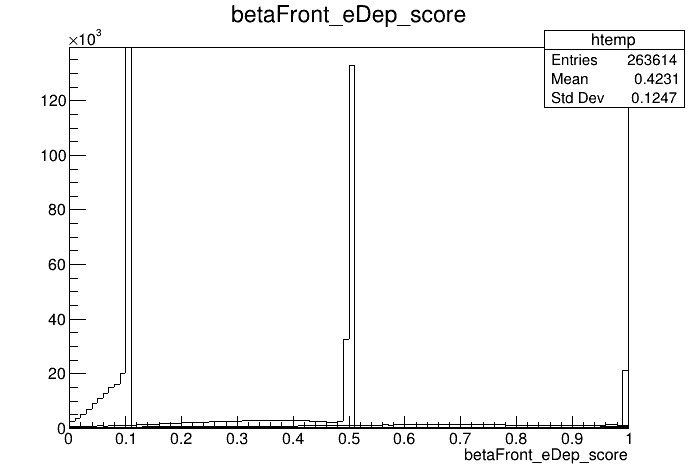 betaFront_eDep_score
×10³
htemp
Entries 263614
Mean 0.4231
Std Dev 0.1247
120
100
80
60
40
20
0
0 0.1 0.2 0.3 0.4 0.5 0.6 0.7 0.8 0.9 1
betaFront_eDep_score